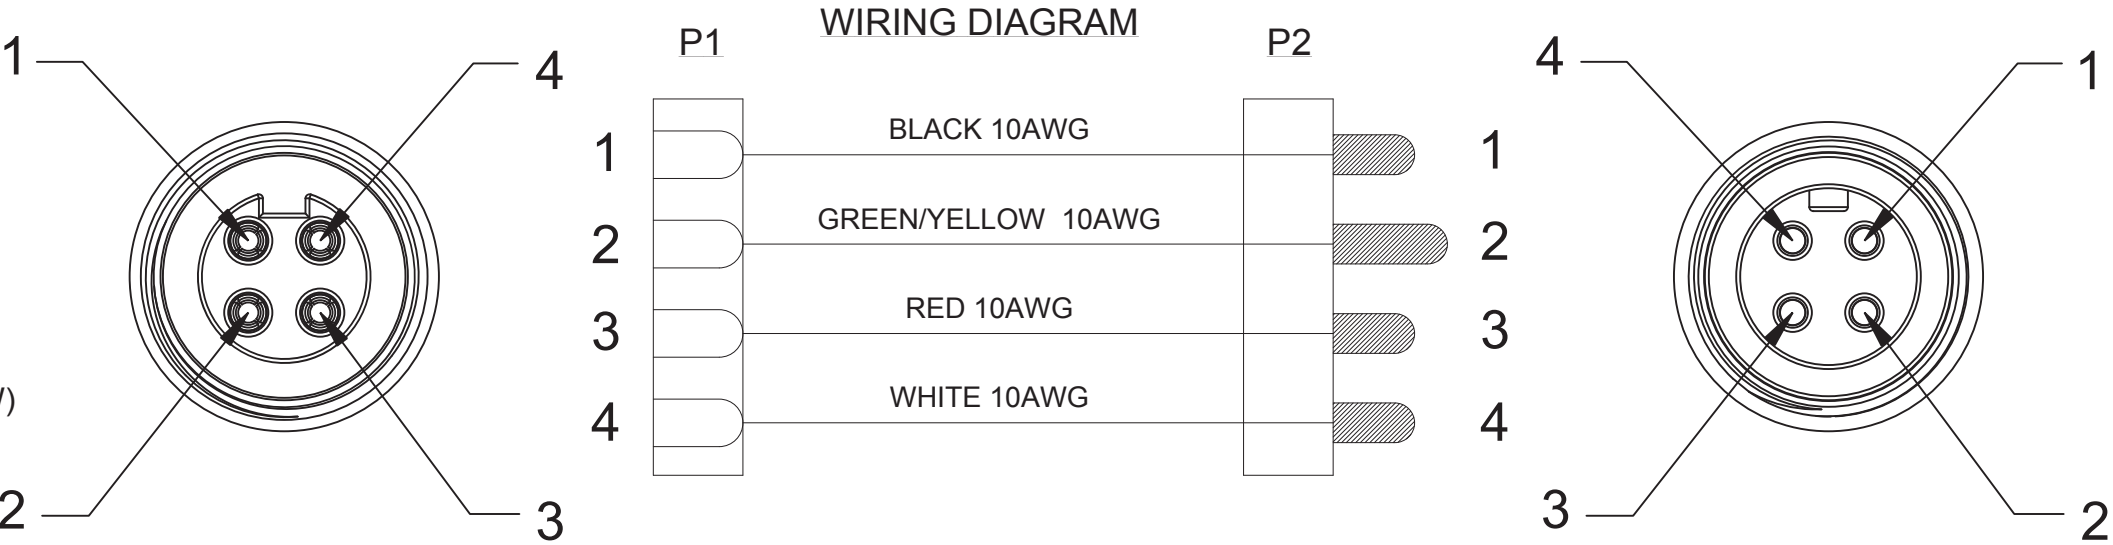 WIRING DIAGRAM
P1 P2
1 4 4 1
BLACK 10AWG
1 1
GREEN/YELLOW 10AWG
2 2
RED 10AWG
3 3
WHITE 10AWG
4 4
)
2 3 3 2